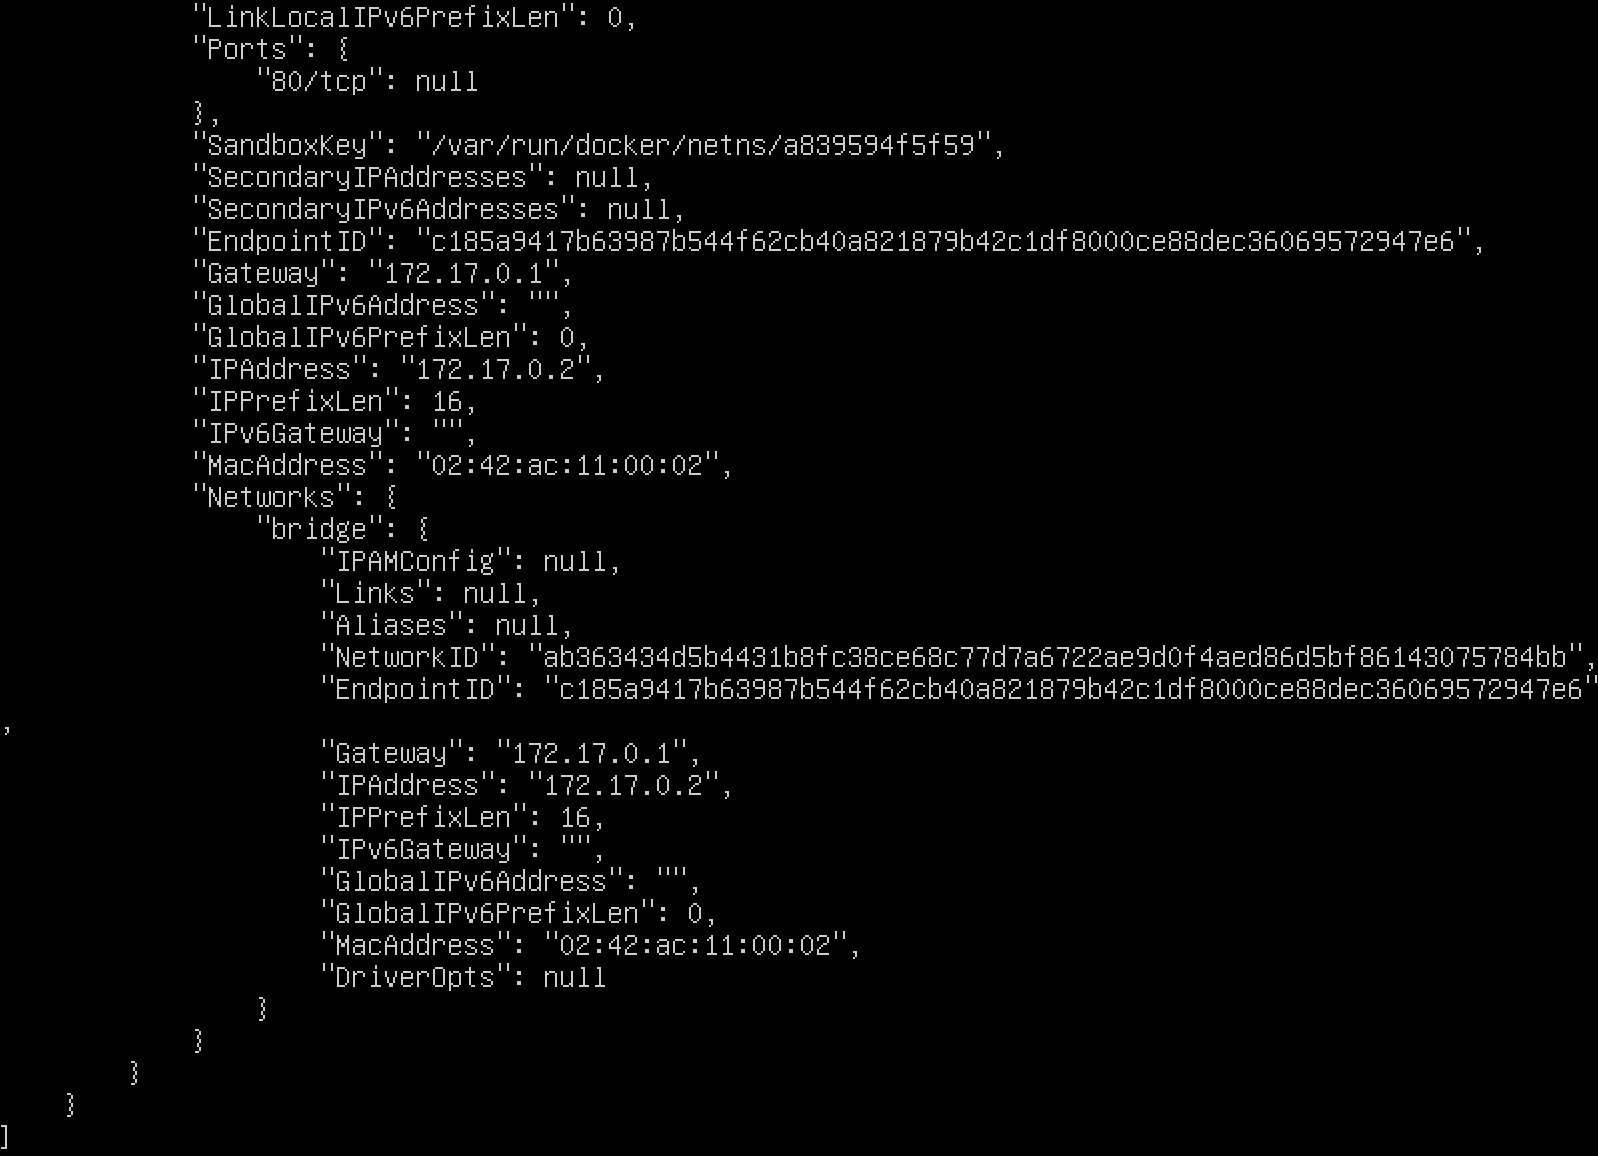 "LinkLocalIPv6PrefixLen": 0,
"Ports": {
"80/tcp": null
},
"SandboxKey": "/var/run/docker/netns/a839594f5f59",
"SecondaryIPAddresses": null,
"SecondaryIPv6Addresses": null,
"EndpointID": "c185a9417b63987b544f62cb40a821879b42c1df8000ce88dec36069572947e6",
"Gateway": "172.17.0.1",
"GlobalIPv6Address": "",
"GlobalIPv6PrefixLen": 0,
"IPAddress": "172.17.0.2",
"IPPrefixLen": 16,
"IPv6Gateway": "",
"MacAddress": "02:42:ac:11:00:02",
"Networks": {
"bridge": {
"IPAMConfig": null,
"Links": null,
"Aliases": null,
"NetworkID": "ab363434d5b4431b8fc38ce68c77d7a6722ae9d0f4aed86d5bf86143075784bb",
"EndpointID": "c185a9417b63987b544f62cb40a821879b42c1df8000ce88dec36069572947e6"
,
"Gateway": "172.17.0.1",
"IPAddress": "172.17.0.2",
"IPPrefixLen": 16,
"IPv6Gateway": "",
"GlobalIPv6Address": "",
"GlobalIPv6PrefixLen": 0,
"MacAddress": "02:42:ac:11:00:02",
"DriverOpts": null
}
}
}
}
]